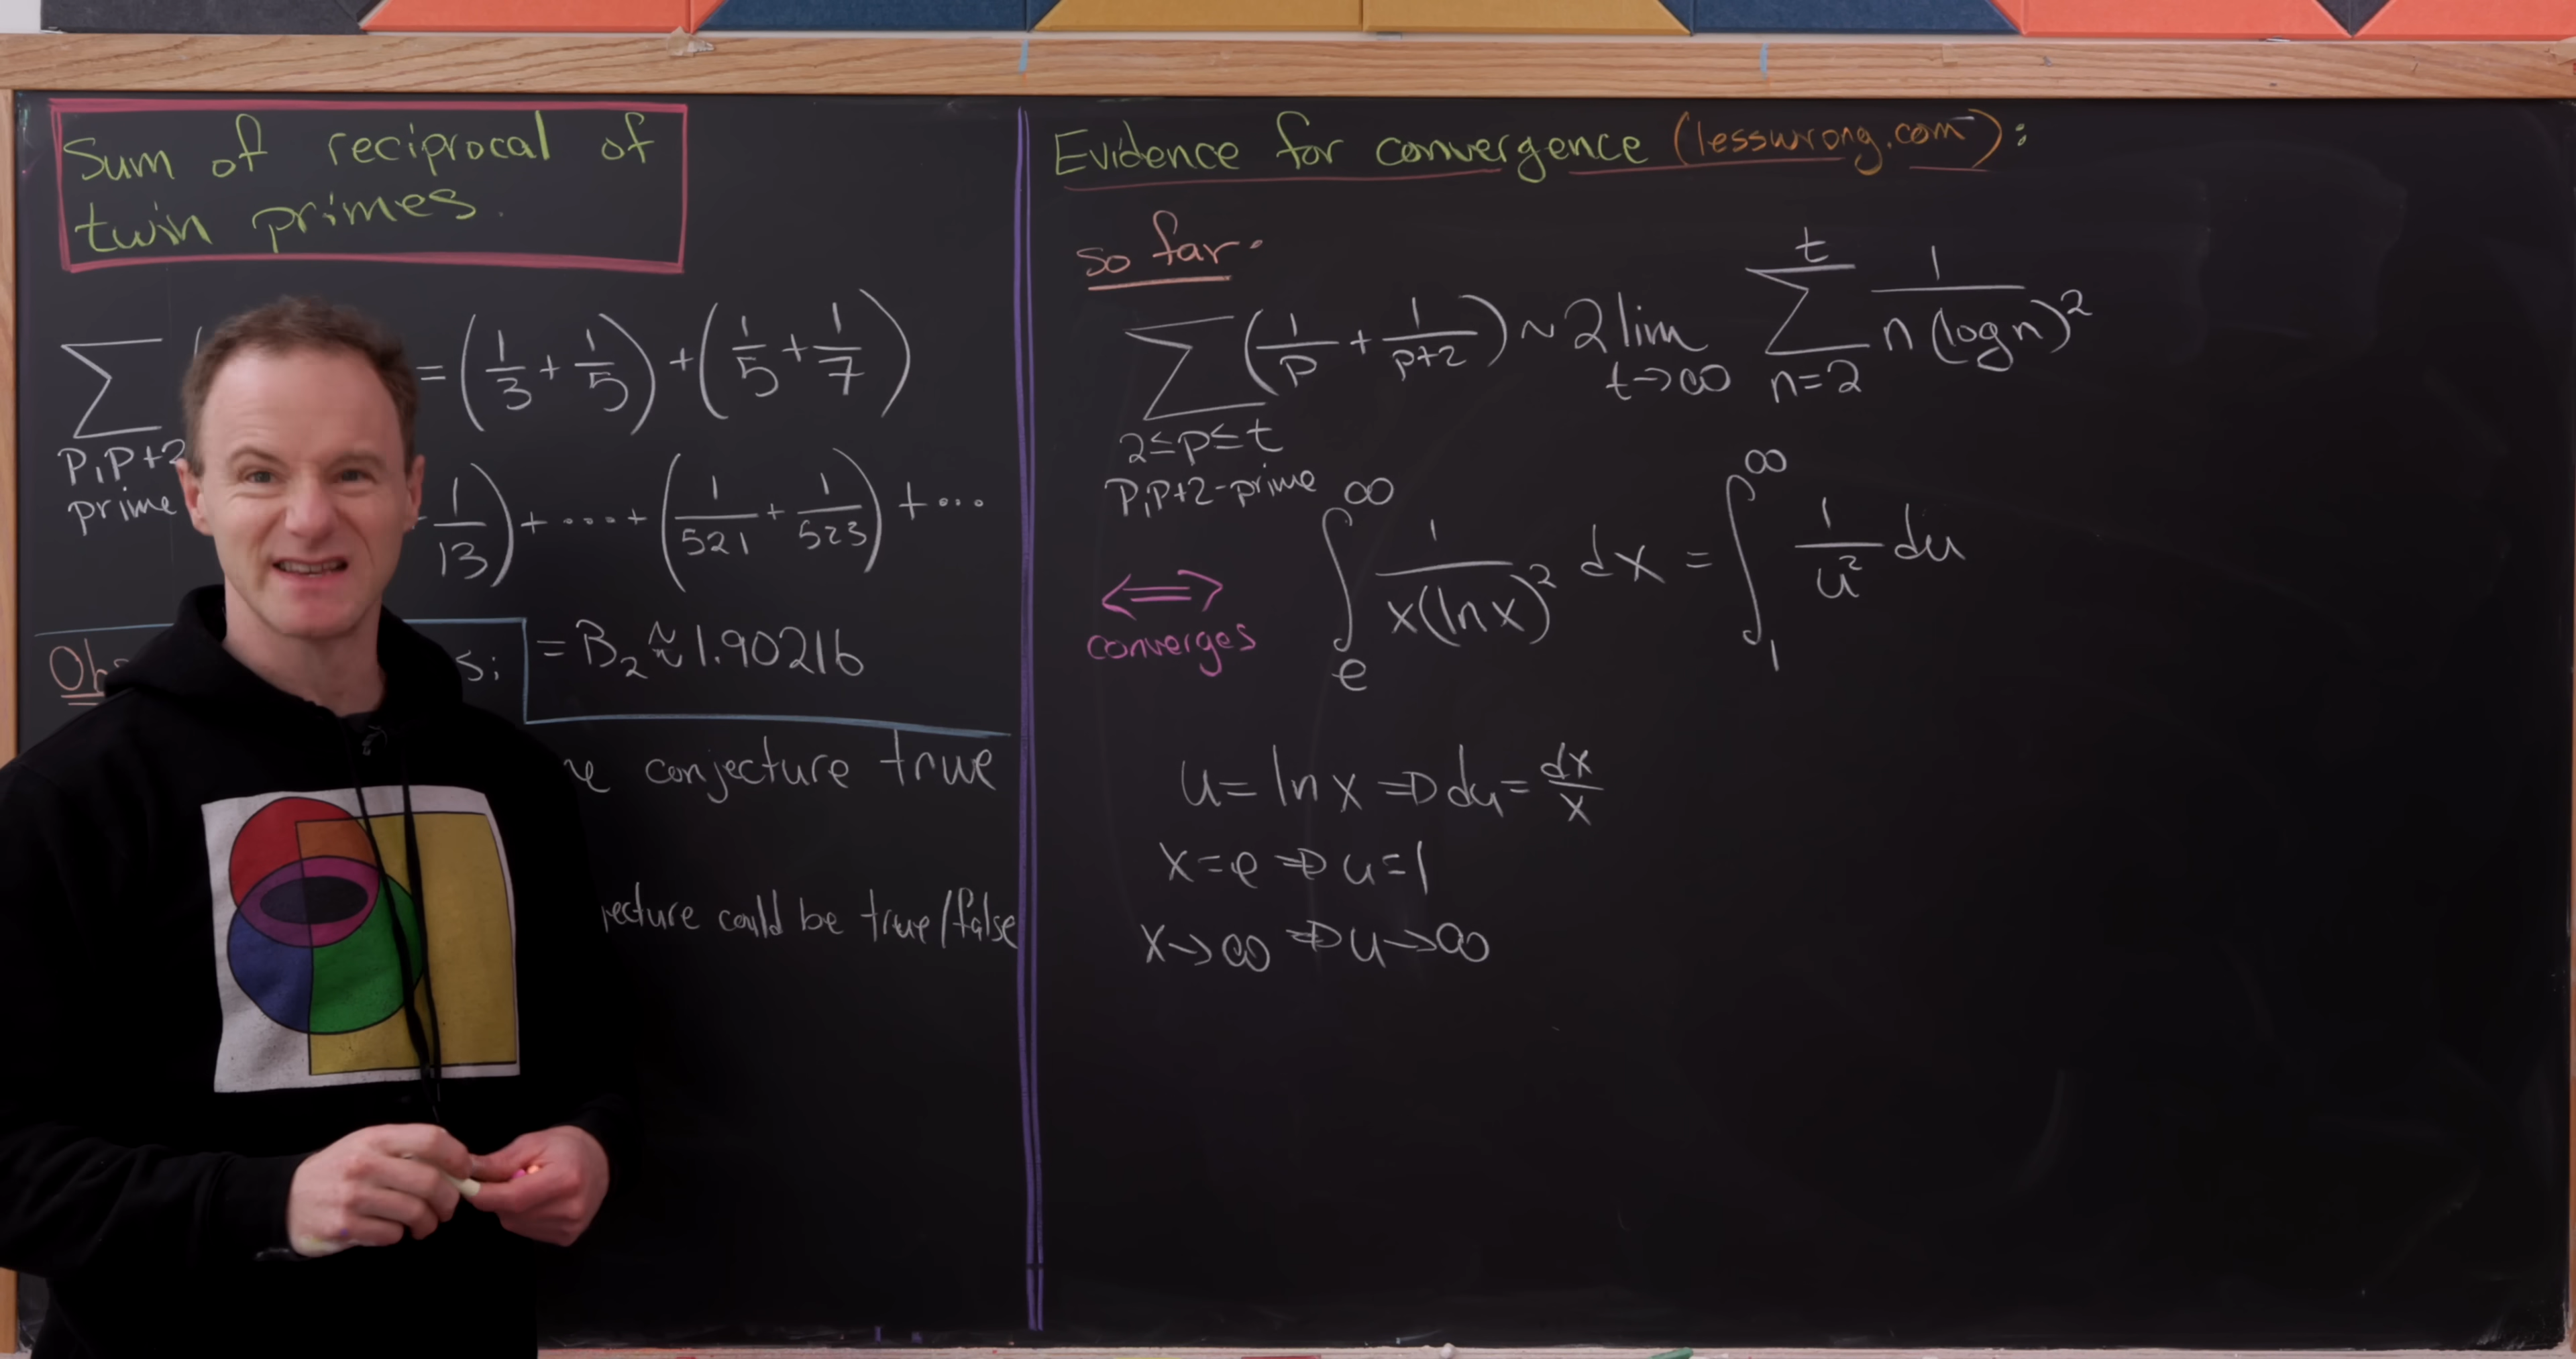 Sum of reciprocal of
twin primes.
∑ ( = (1/3 + 1/5) + (1/5 + 1/7)
p,p+2
prime
1/13) + ···· + (1/521 + 1/523) + ···
= B₂ ≈ 1.90216
conjecture true
could be true/false
Evidence for convergence (lesswrong.com):
so far.
∑ (1/p + 1/(p+2)) ~ 2 lim t→∞ ∑ n=2 t 1/(n(log n)²)
2≤p≤t
p,p+2-prime
⟺ ∫ e ∞ 1/(x(ln x)²) dx = ∫ 1 ∞ 1/u² du
converges
u = ln x ⇒ du = dx/x
x = e ⇒ u = 1
x→∞ ⇒ u→∞